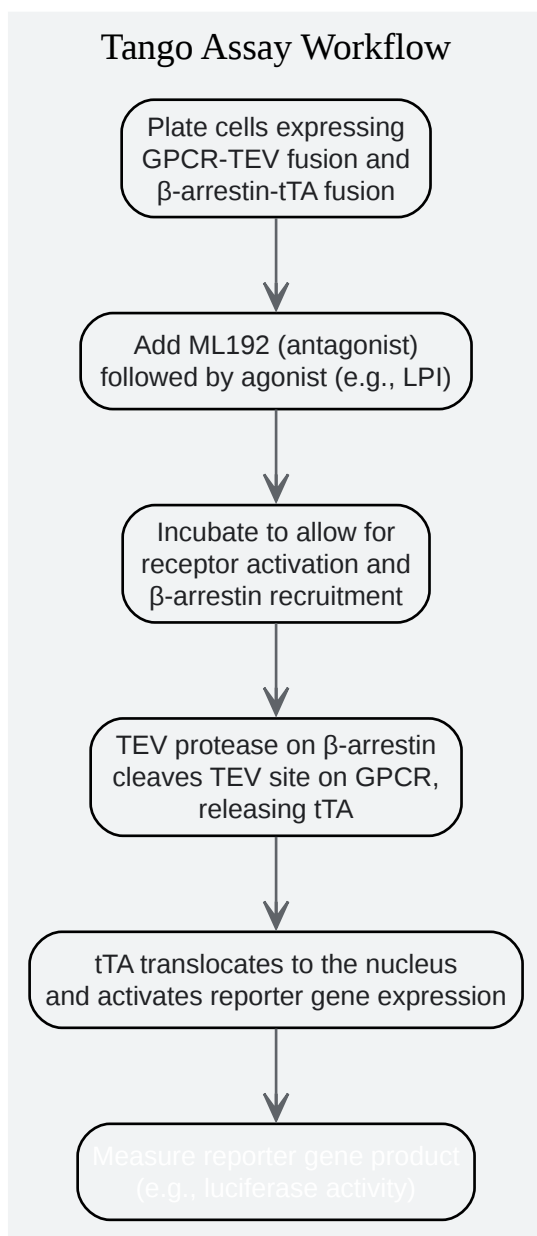 Tango Assay Workflow
Plate cells expressing
GPCR-TEV fusion and
β-arrestin-tTA fusion
Add ML192 (antagonist)
followed by agonist (e.g., LPI)
Incubate to allow for
receptor activation and
β-arrestin recruitment
TEV protease on β-arrestin
cleaves TEV site on GPCR,
releasing tTA
tTA translocates to the nucleus
and activates reporter gene expression
Measure reporter gene product
(e.g., luciferase activity)